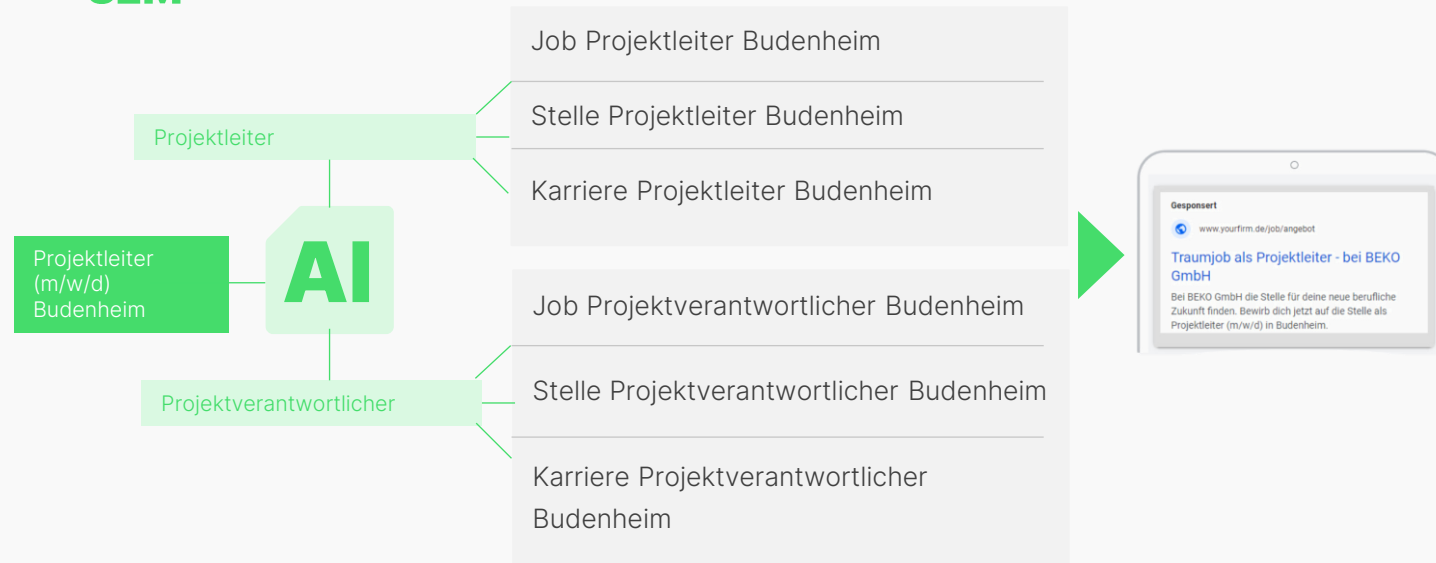 SEM
Job Projektleiter Budenheim
Stelle Projektleiter Budenheim
Karriere Projektleiter Budenheim
Projektleiter
Projektleiter
(m/w/d)
Budenheim
AI
Projektverantwortlicher
Job Projektverantwortlicher Budenheim
Stelle Projektverantwortlicher Budenheim
Karriere Projektverantwortlicher
Budenheim
Gesponsert
www.yourfirm.de/job/angebot
Traumjob als Projektleiter - bei BEKO
GmbH
Bei BEKO GmbH die Stelle für deine neue berufliche
Zukunft finden. Bewirb dich jetzt auf die Stelle als
Projektleiter (m/w/d) in Budenheim.